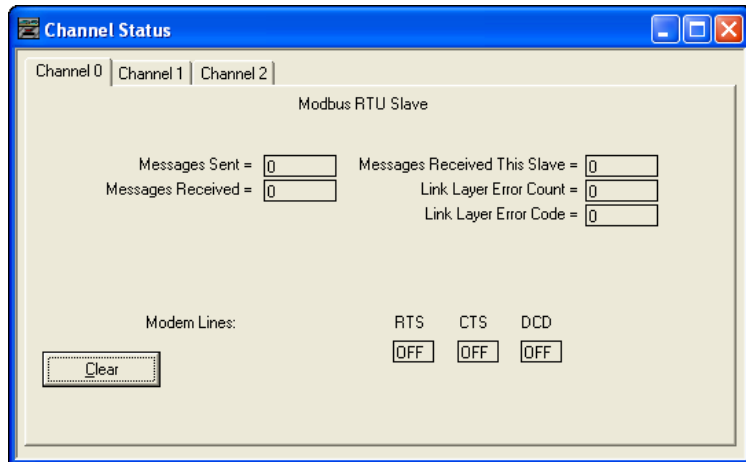 Channel Status
Channel 0 Channel 1 Channel 2
Modbus RTU Slave
Messages Sent = 0 Messages Received This Slave = 0
Messages Received = 0 Link Layer Error Count = 0
Link Layer Error Code = 0
Modem Lines: RTS CTS DCD
OFF OFF OFF
Clear